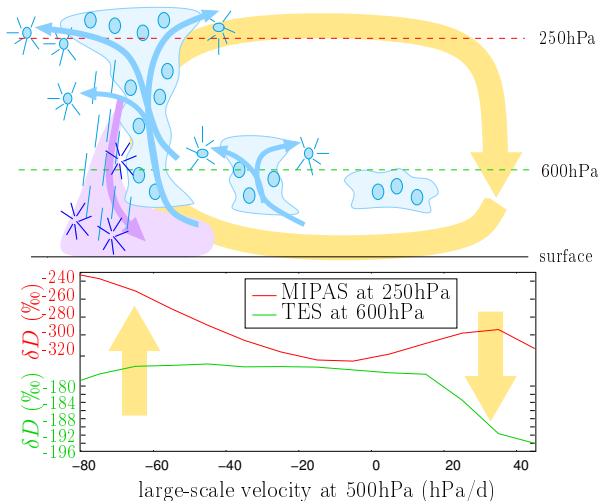 250hPa
600hPa
surface
δD (‰)
-240
-260
-280
-300
-320
δD (‰)
-180
-184
-188
-192
-196
MIPAS at 250hPa
TES at 600hPa
-80 -60 -40 -20 0 20 40
large-scale velocity at 500hPa (hPa/d)